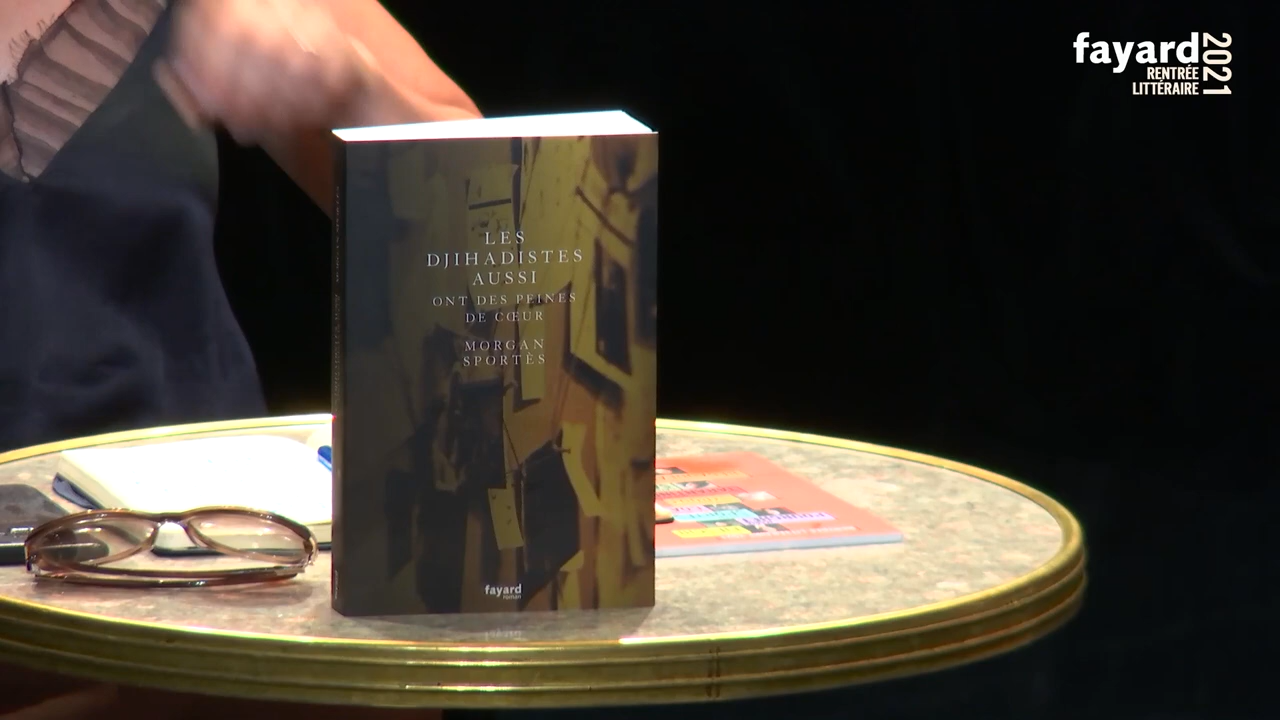 fayard 2021
RENTRÉE
LITTÉRAIRE
LES
DJIHADISTES
AUSSI
ONT DES PEINES
DE CŒUR
MORGAN
SPORTÈS
fayard
roman